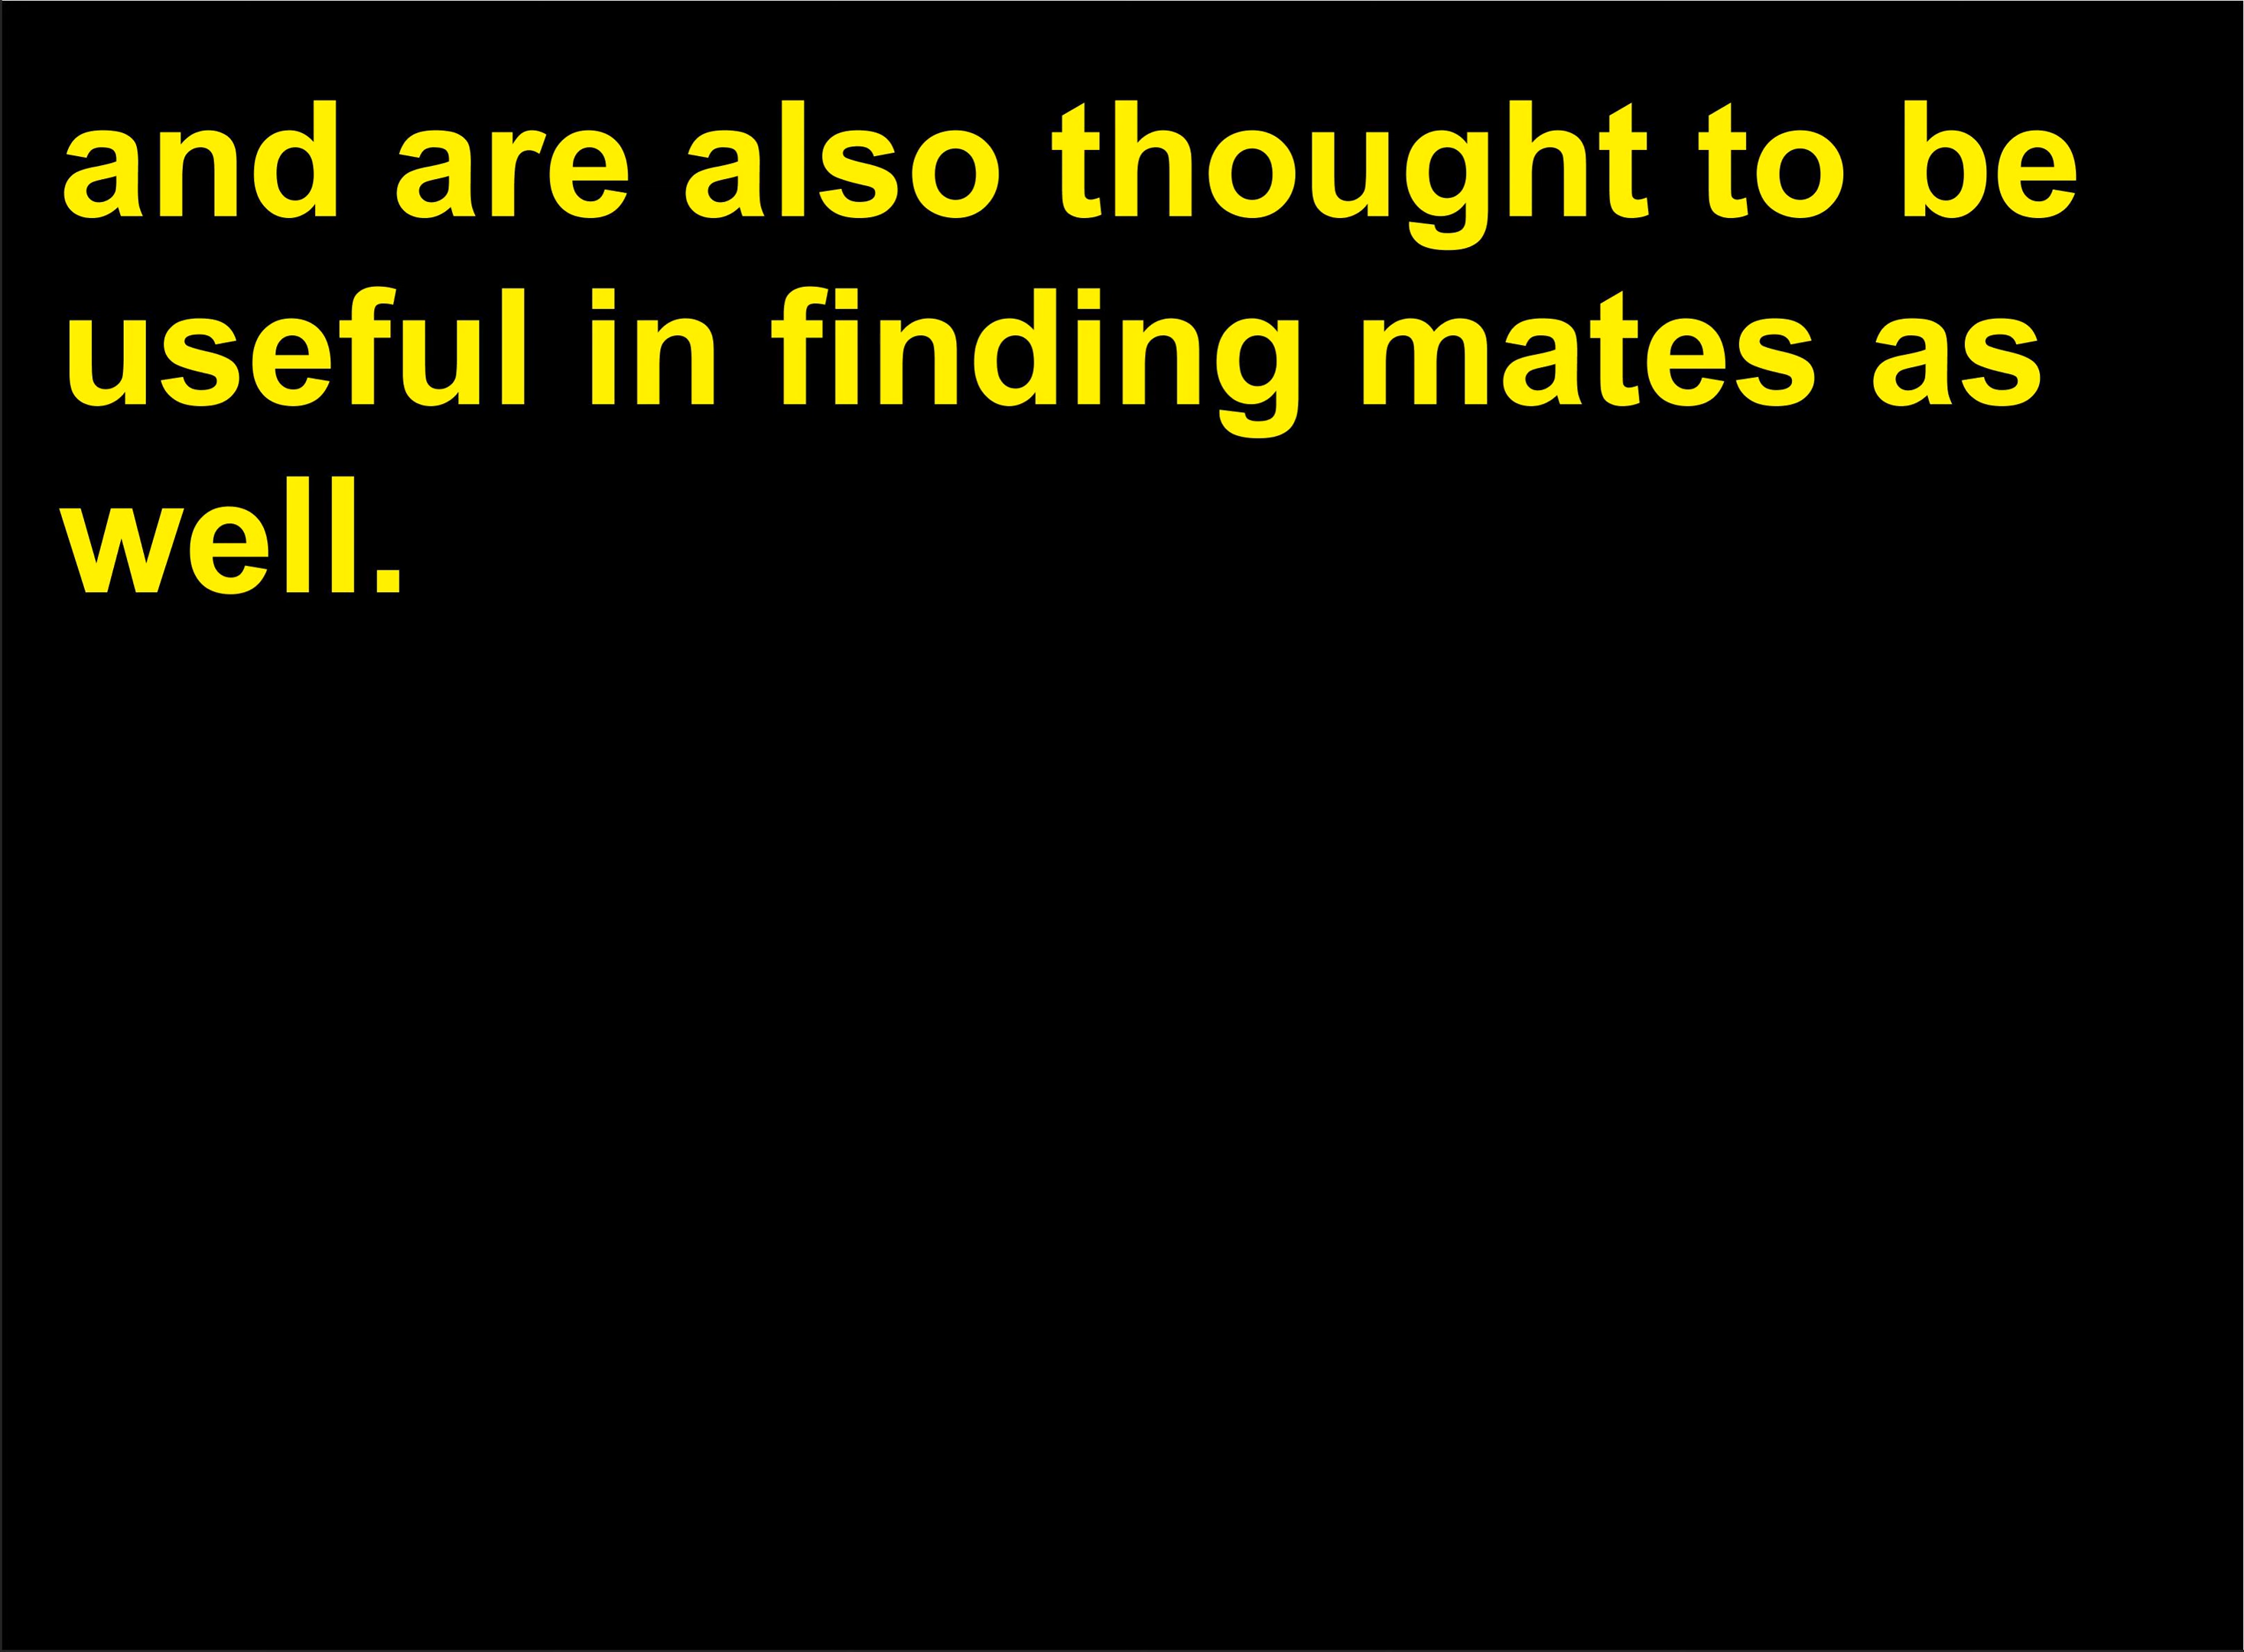 and are also thought to be
useful in finding mates as
well.